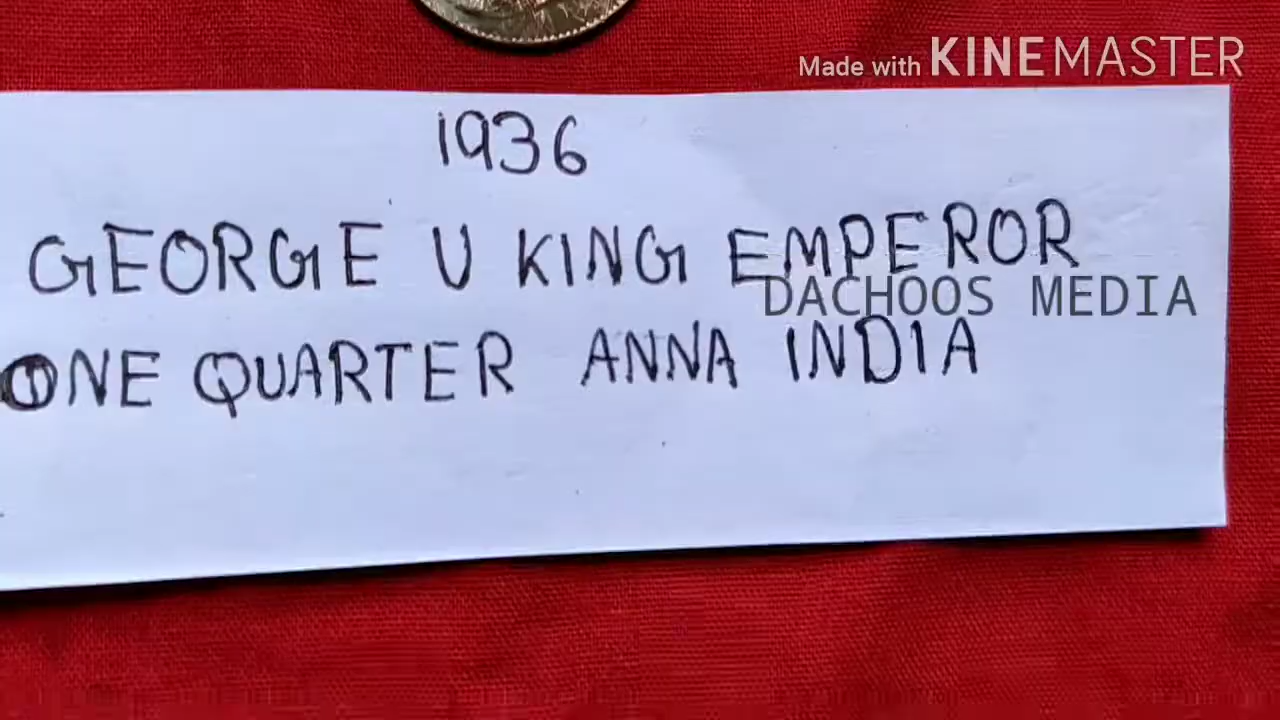 Made with KINEMASTER
1936
GEORGE V KING EMPEROR
DACHOOS MEDIA
ONE QUARTER ANNA INDIA